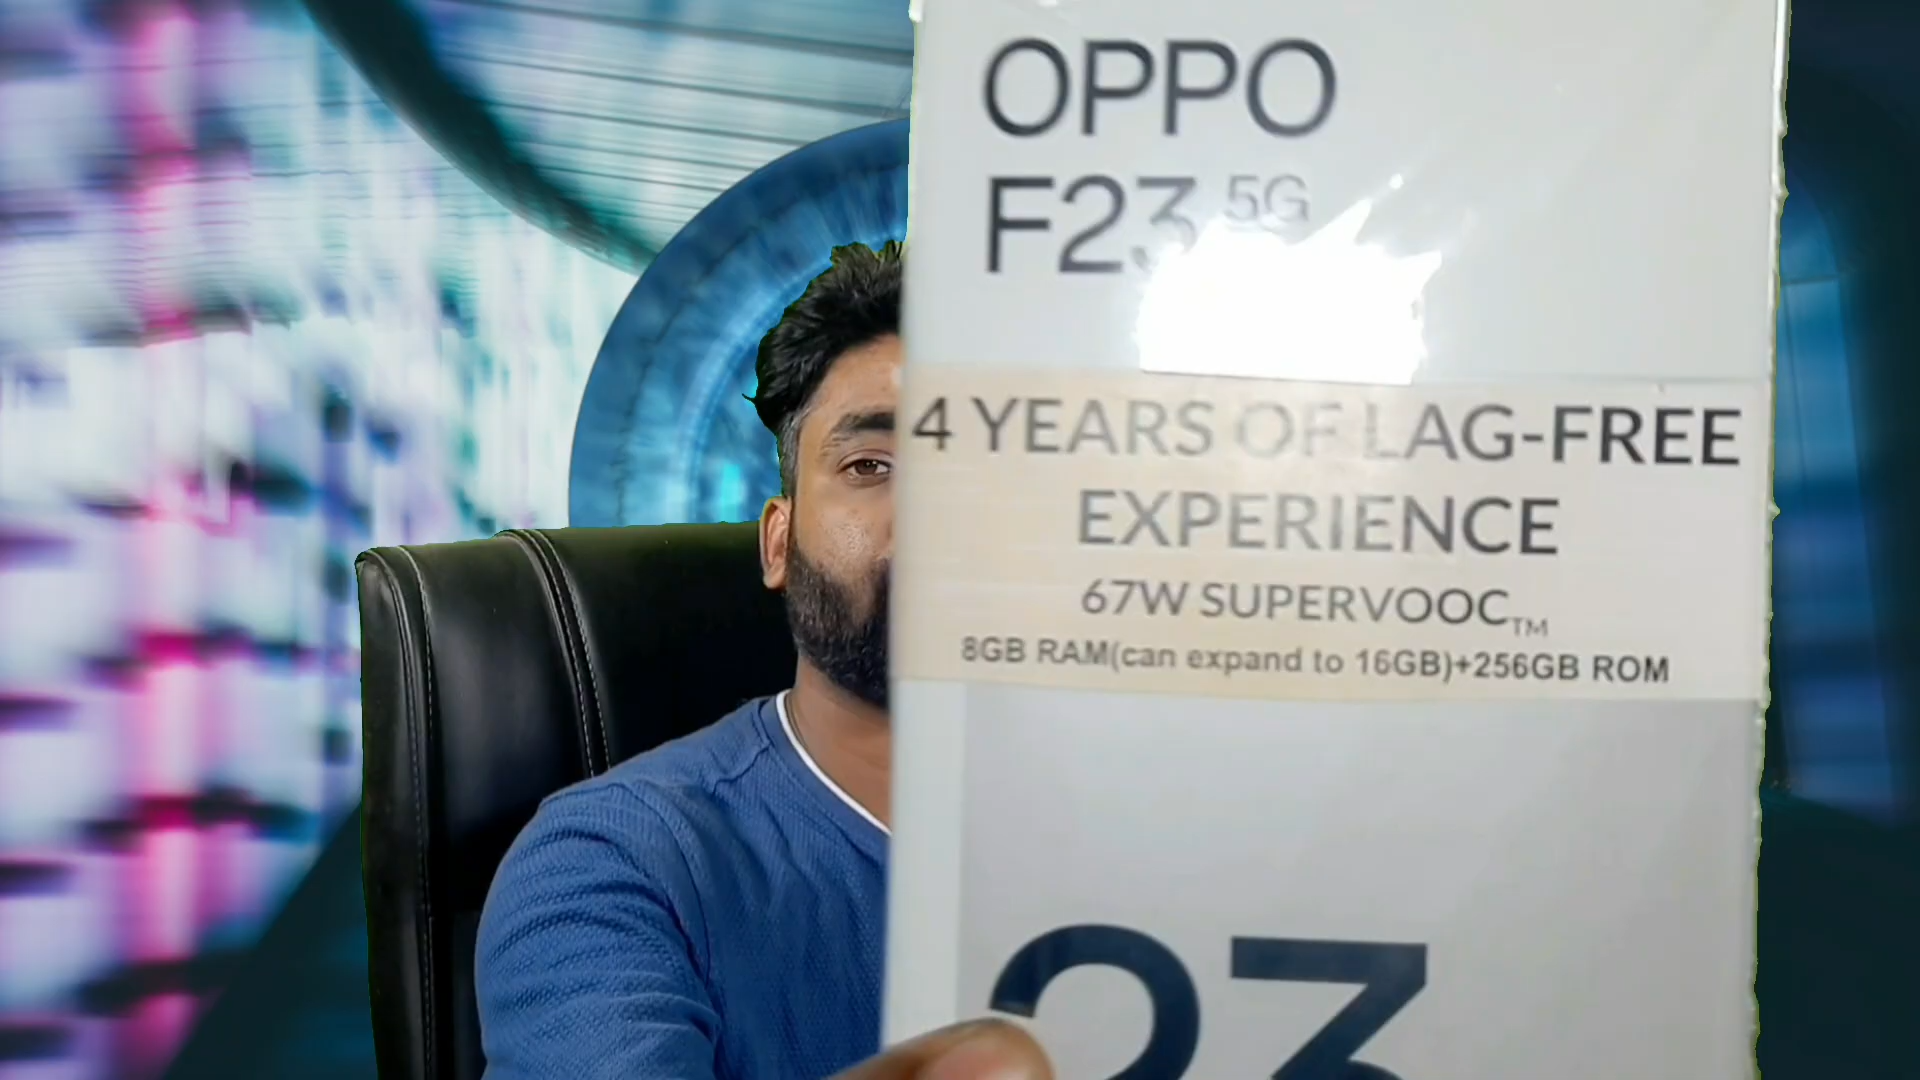 OPPO
F23 5G
4 YEARS OF LAG-FREE
EXPERIENCE
67W SUPERVOOC™
8GB RAM(can expand to 16GB)+256GB ROM
23